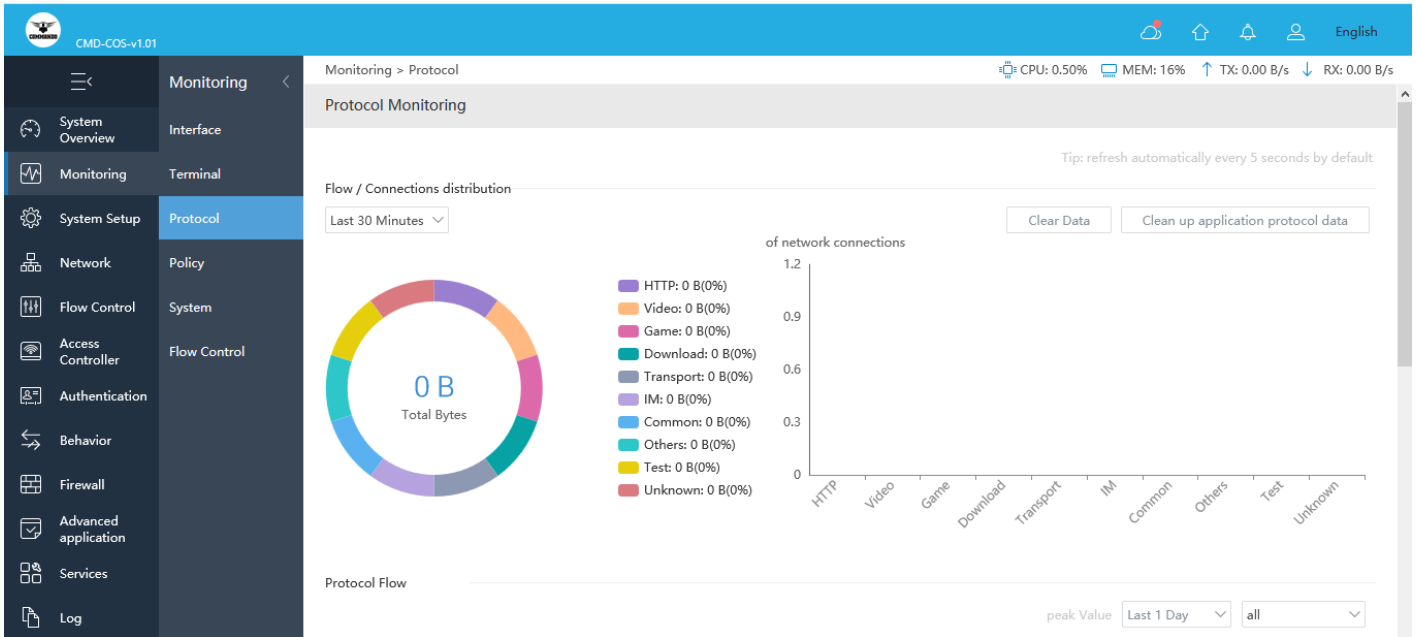 COMMANDO
CMD-COS-v1.01
English
Monitoring
Monitoring > Protocol
CPU: 0.50%
MEM: 16%
TX: 0.00 B/s
RX: 0.00 B/s
System
Overview
Monitoring
System Setup
Network
Flow Control
Access
Controller
Authentication
Behavior
Firewall
Advanced
application
Services
Log
Interface
Terminal
Protocol
Policy
System
Flow Control
Protocol Monitoring
Tip: refresh automatically every 5 seconds by default
Flow / Connections distribution
Last 30 Minutes
Clear Data
Clean up application protocol data
0 B
Total Bytes
HTTP: 0 B(0%)
Video: 0 B(0%)
Game: 0 B(0%)
Download: 0 B(0%)
Transport: 0 B(0%)
IM: 0 B(0%)
Common: 0 B(0%)
Others: 0 B(0%)
Test: 0 B(0%)
Unknown: 0 B(0%)
of network connections
1.2
0.9
0.6
0.3
0
HTTP
Video
Game
Download
Transport
IM
Common
Others
Test
Unknown
Protocol Flow
peak Value
Last 1 Day
all